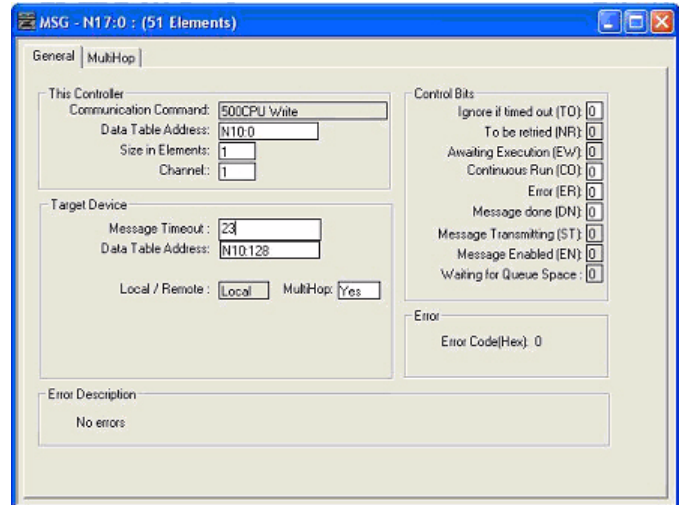 MSG - N17:0 : (51 Elements)
General MultiHop
This Controller
Communication Command: 500CPU Write
Data Table Address: N10:0
Size in Elements: 1
Channel:: 1
Target Device
Message Timeout : 23
Data Table Address: N10:128
Local / Remote : Local MultiHop: Yes
Control Bits
Ignore if timed out (TO): 0
To be retried (NR): 0
Awaiting Execution (EW): 0
Continuous Run (CO): 0
Error (ER): 0
Message done (DN): 0
Message Transmitting (ST): 0
Message Enabled (EN): 0
Waiting for Queue Space : 0
Error
Error Code(Hex): 0
Error Description
No errors